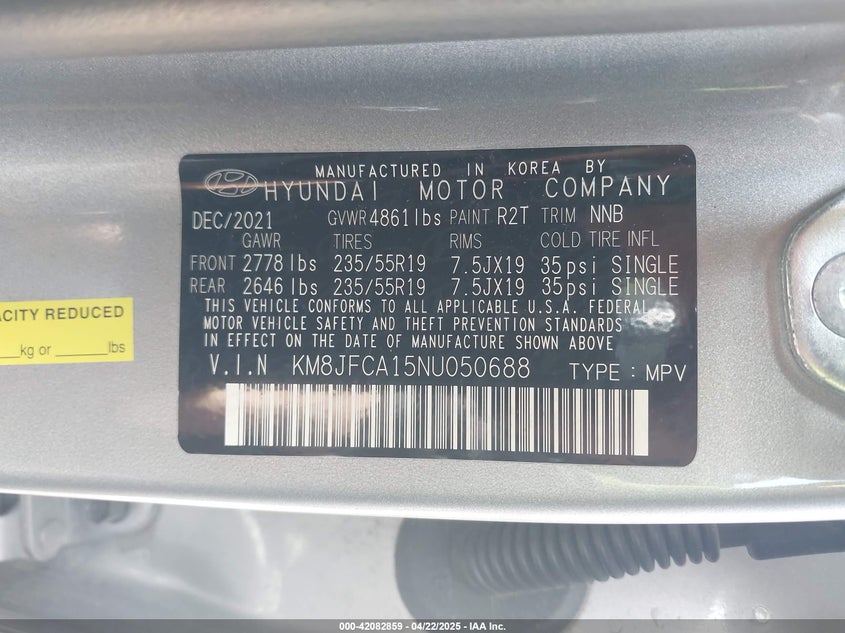 MANUFACTURED IN KOREA BY
HYUNDAI MOTOR COMPANY
DEC/2021 GVWR 4861 lbs PAINT R2T TRIM NNB
GAWR TIRES RIMS COLD TIRE INFL
FRONT 2778 lbs 235/55R19 7.5JX19 35psi SINGLE
REAR 2646 lbs 235/55R19 7.5JX19 35psi SINGLE
THIS VEHICLE CONFORMS TO ALL APPLICABLE U.S.A. FEDERAL
MOTOR VEHICLE SAFETY AND THEFT PREVENTION STANDARDS
IN EFFECT ON THE DATE OF MANUFACTURE SHOWN ABOVE
V.I.N KM8JFCA15NU050688 TYPE : MPV
ACITY REDUCED
____kg or ________lbs
000-42082859 - 04/22/2025 - IAA Inc.